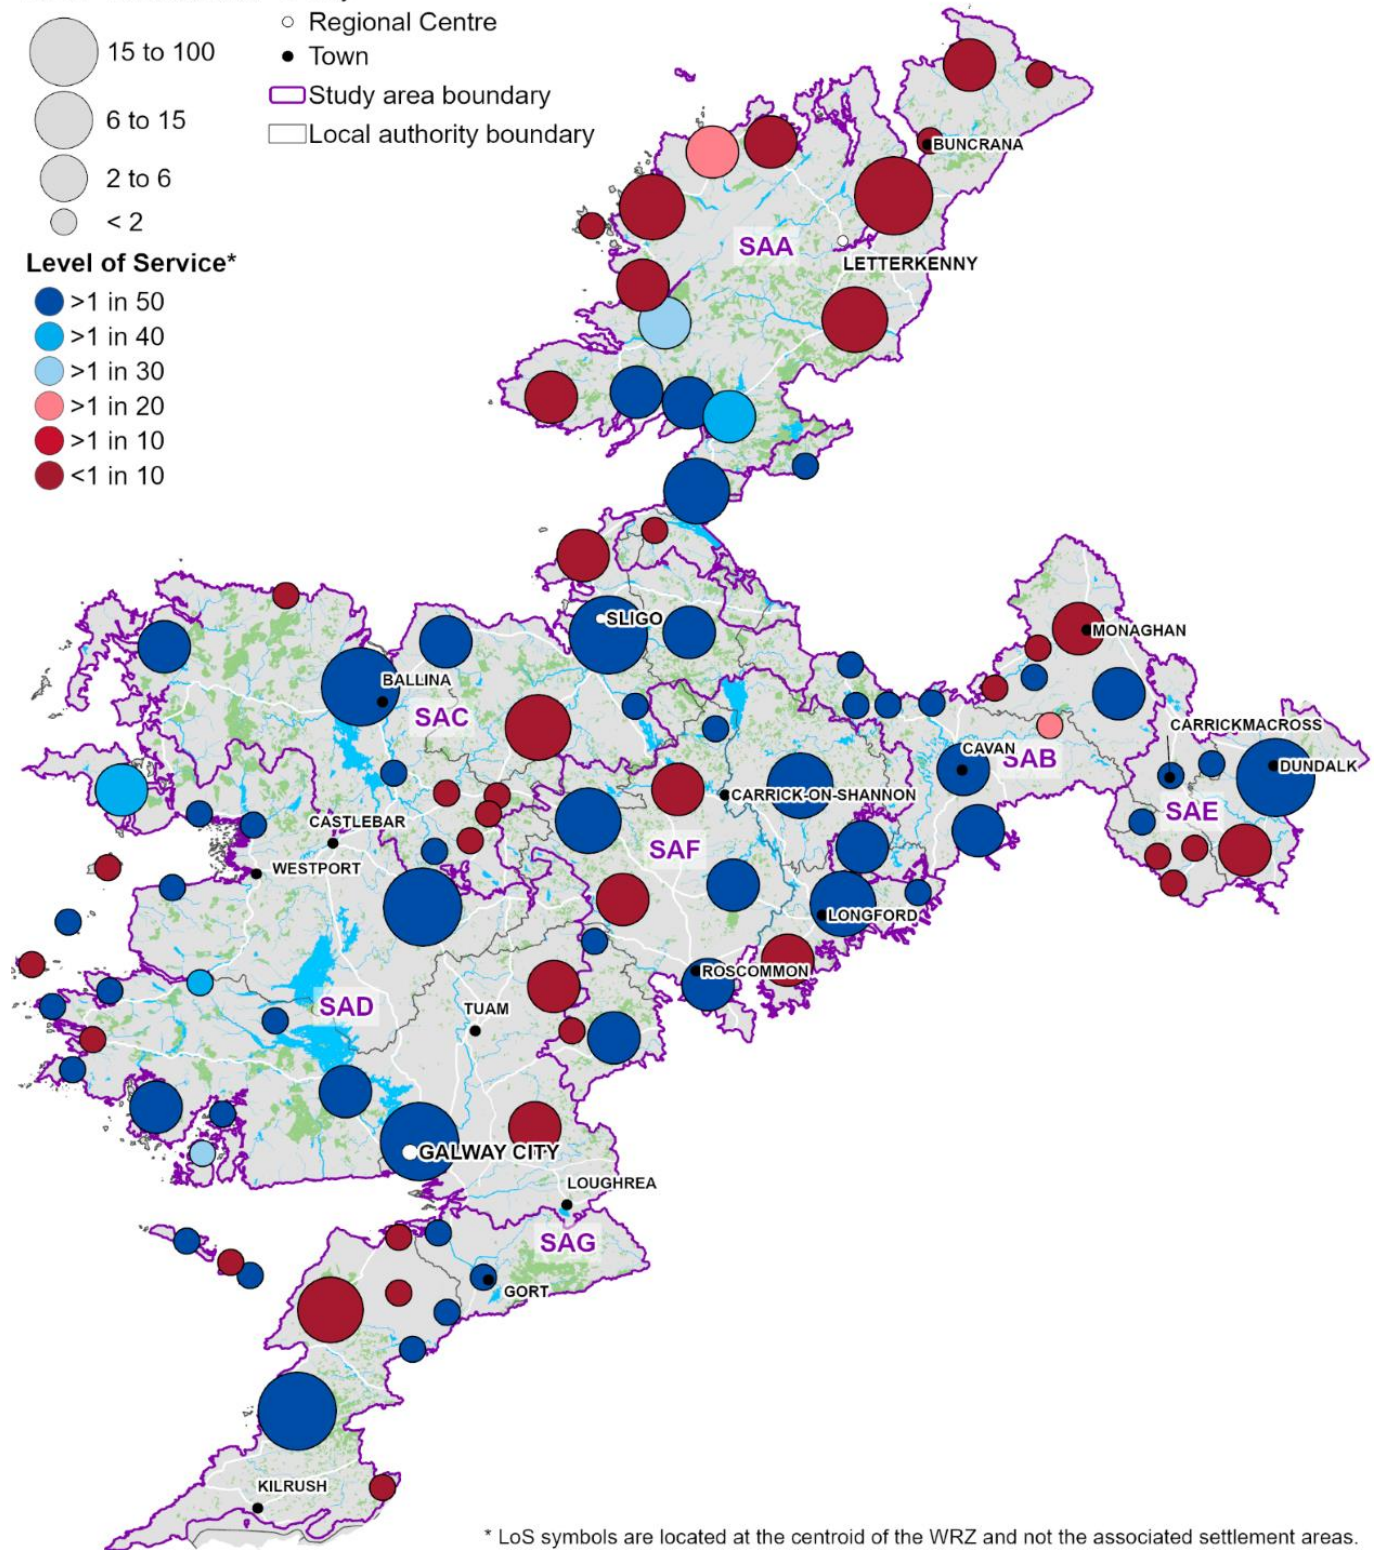 15 to 100
6 to 15
2 to 6
< 2
Regional Centre
Town
Study area boundary
Local authority boundary
Level of Service*
>1 in 50
>1 in 40
>1 in 30
>1 in 20
>1 in 10
<1 in 10
BUNCRANA
SAA
LETTERKENNY
SLIGO
MONAGHAN
BALLINA
SAC
CARRICKMACROSS
CAVAN
SAB
DUNDALK
CARRICK-ON-SHANNON
SAE
CASTLEBAR
SAF
WESTPORT
LONGFORD
ROSCOMMON
SAD
TUAM
GALWAY CITY
LOUGHREA
SAG
GORT
KILRUSH
* LoS symbols are located at the centroid of the WRZ and not the associated settlement areas.